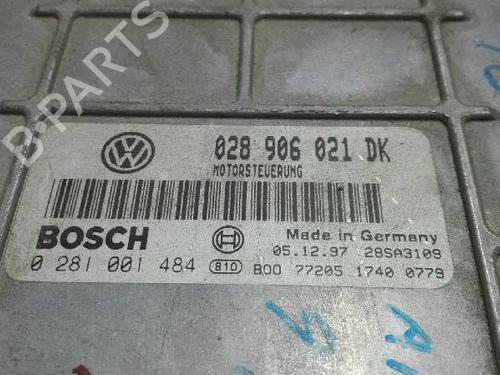 028 906 021 DK
MOTORSTEUERUNG
BOSCH
Made in Germany
05.12.97 28SA3109
0 281 001 484 810 B00 77205 1740 0779